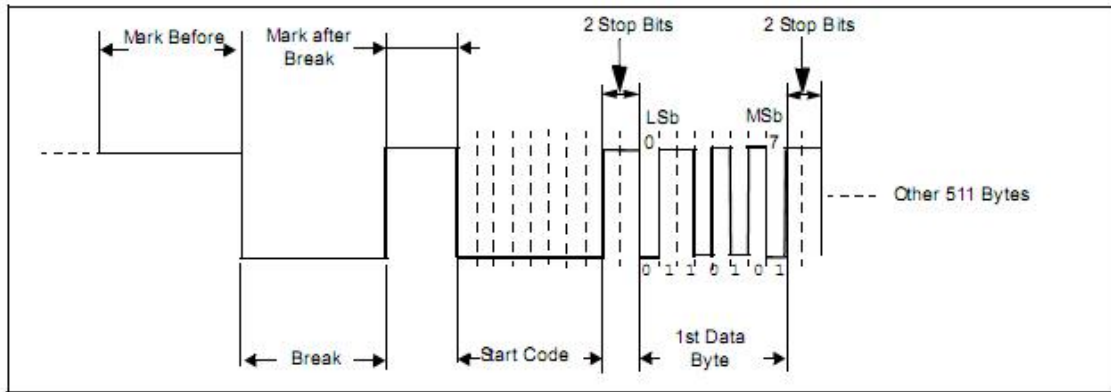 2 Stop Bits
2 Stop Bits
Mark Before
Mark after
Break
LSb
MSb
0
7
Other 511 Bytes
0 1 1 0 1 0 1
Break
Start Code
1st Data
Byte